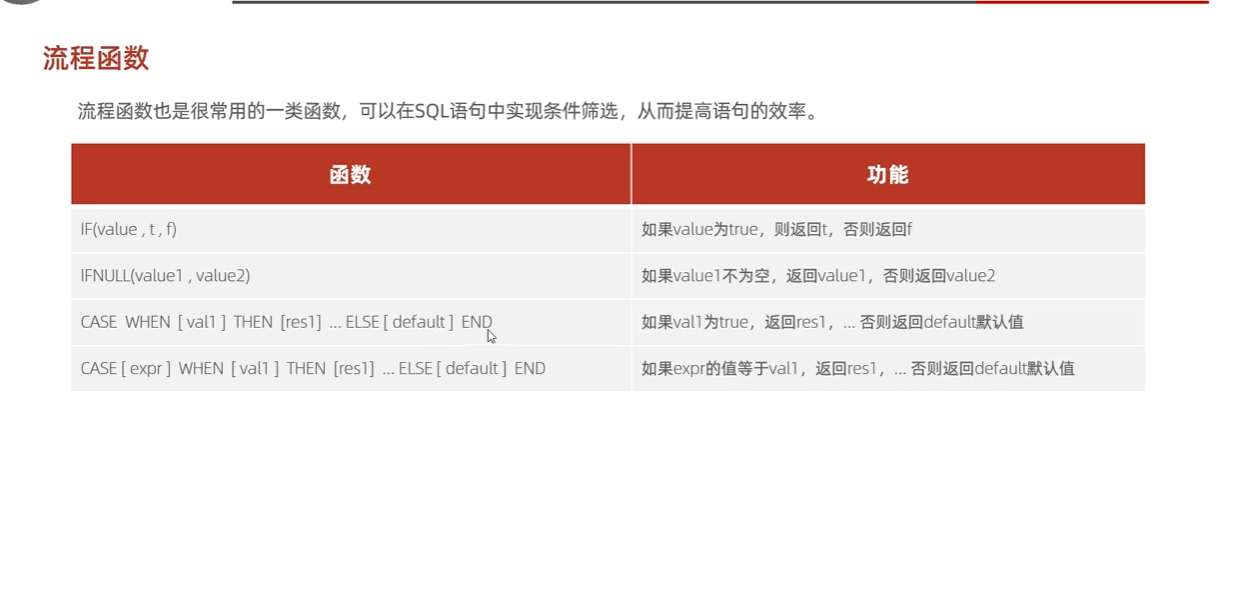 流程函数
流程函数也是很常用的一类函数，可以在SQL语句中实现条件筛选，从而提高语句的效率。
函数 功能
IF(value , t , f) 如果value为true，则返回t，否则返回f
IFNULL(value1 , value2) 如果value1不为空，返回value1，否则返回value2
CASE WHEN [ val1 ] THEN [res1] ... ELSE [ default ] END 如果val1为true，返回res1，... 否则返回default默认值
CASE [ expr ] WHEN [ val1 ] THEN [res1] ... ELSE [ default ] END 如果expr的值等于val1，返回res1，... 否则返回default默认值